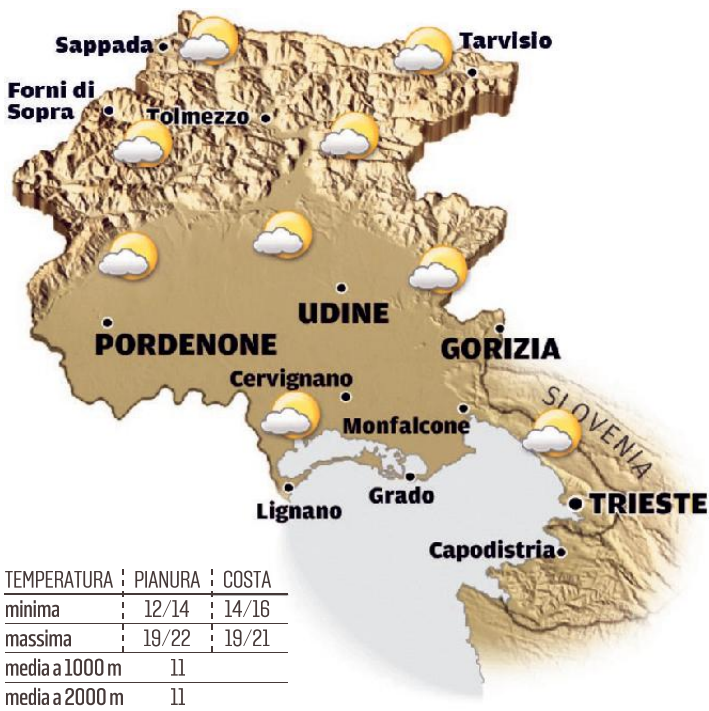 Sappada
Tarvisio
Forni di
Sopra
Tolmezzo
UDINE
PORDENONE
GORIZIA
Cervignano
SLOVENIA
Monfalcone
Grado
Lignano
TRIESTE
Capodistria
TEMPERATURA PIANURA COSTA
minima 12/14 14/16
massima 19/22 19/21
media a 1000 m 11
media a 2000 m 11